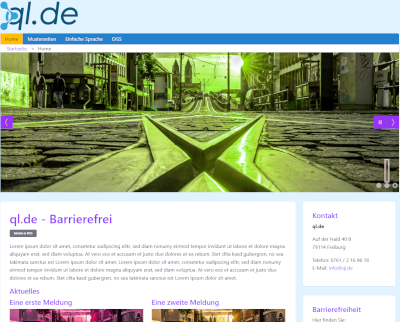 ql.de
Home Musterseiten Einfache Sprache DGS
Startseite » Home
ql.de - Barrierefrei
Lorem ipsum dolor sit amet, consetetur sadipscing elitr, sed diam nonumy eirmod tempor invidunt ut labore et dolore magna
aliquyam erat, sed diam voluptua. At vero eos et accusam et justo duo dolores et ea rebum. Stet clita kasd gubergren, no sea
takimata sanctus est Lorem ipsum dolor sit amet. Lorem ipsum dolor sit amet, consetetur sadipscing elitr, sed diam nonumy
eirmod tempor invidunt ut labore et dolore magna aliquyam erat, sed diam voluptua. At vero eos et accusam et justo duo
dolores et ea rebum. Stet clita kasd gubergren, no sea takimata sanctus est Lorem ipsum dolor sit amet.
Aktuelles
Eine erste Meldung
Eine zweite Meldung
Kontakt
ql.de
Auf der Haid 40 B
79114 Freiburg
Telefon: 0761 / 2 16 96 18
E-Mail: info@ql.de
Barrierefreiheit
Hier finden Sie: